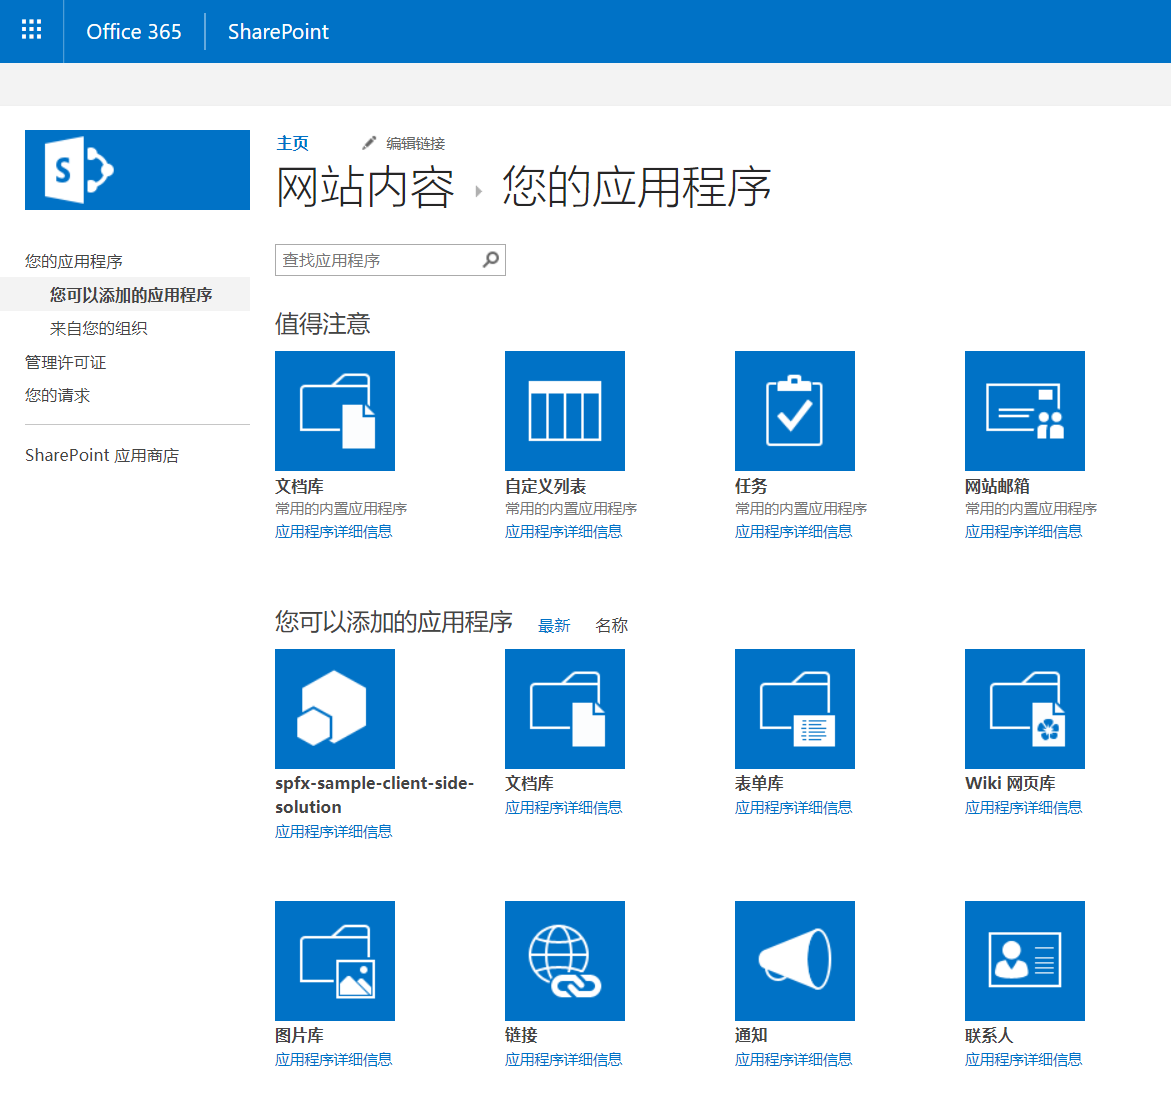 Office 365
SharePoint
S
主页
编辑链接
网站内容 您的应用程序
查找应用程序
您的应用程序
您可以添加的应用程序
来自您的组织
管理许可证
您的请求
SharePoint 应用商店
值得注意
文档库
常用的内置应用程序
应用程序详细信息
自定义列表
常用的内置应用程序
应用程序详细信息
任务
常用的内置应用程序
应用程序详细信息
网站邮箱
常用的内置应用程序
应用程序详细信息
您可以添加的应用程序 最新 名称
spfx-sample-client-side-
solution
应用程序详细信息
文档库
应用程序详细信息
表单库
应用程序详细信息
Wiki 网页库
应用程序详细信息
图片库
应用程序详细信息
链接
应用程序详细信息
通知
应用程序详细信息
联系人
应用程序详细信息